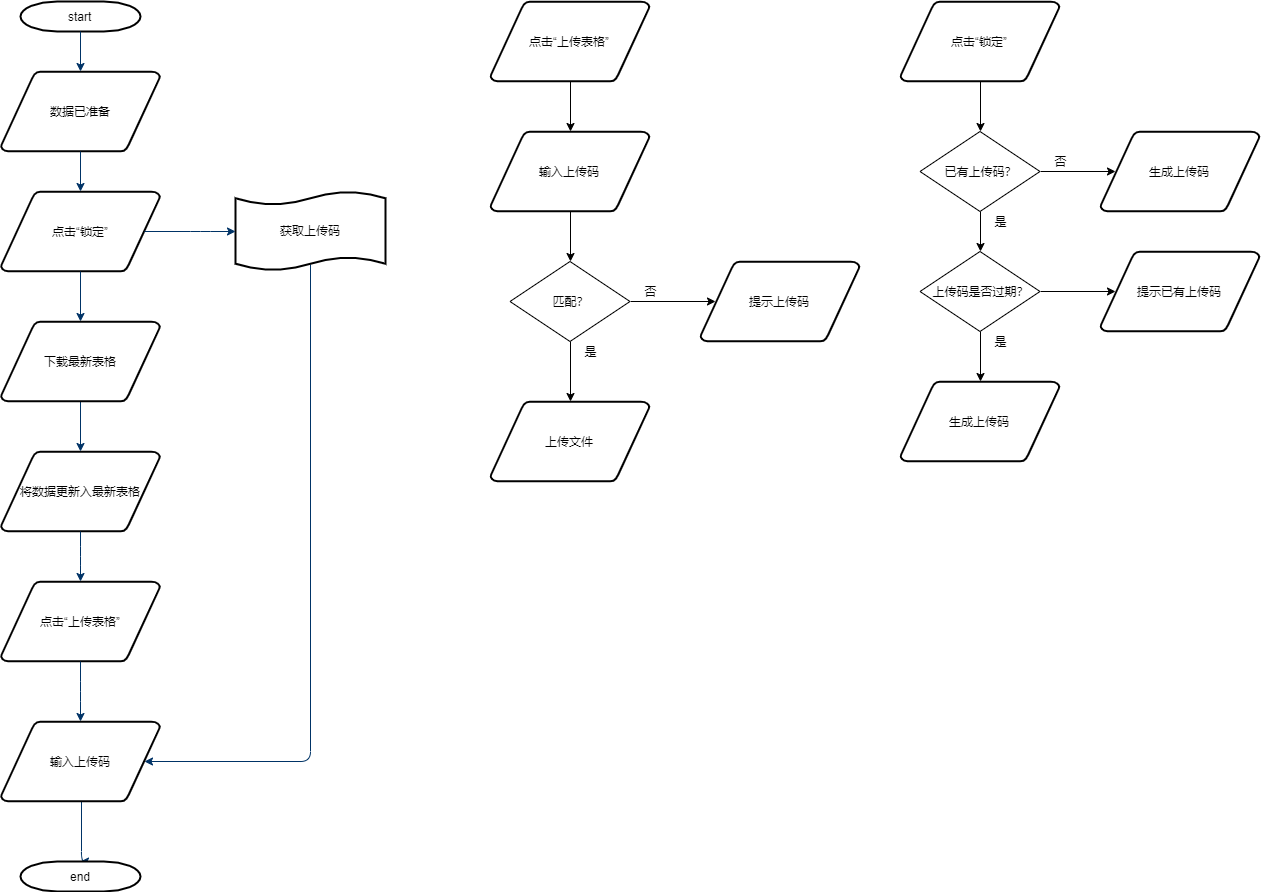 start
数据已准备
点击“锁定”
获取上传码
下载最新表格
将数据更新入最新表格
点击“上传表格”
输入上传码
end
点击“上传表格”
输入上传码
匹配?
否
提示上传码
是
上传文件
点击“锁定”
已有上传码?
否
生成上传码
是
上传码是否过期?
提示已有上传码
是
生成上传码